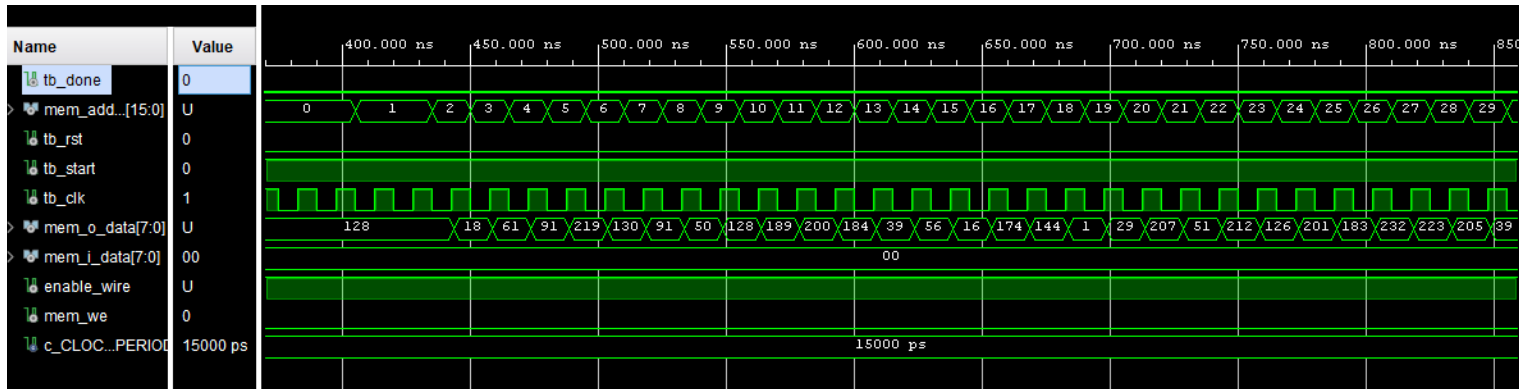 Name Value 400.000 ns 450.000 ns 500.000 ns 550.000 ns 600.000 ns 650.000 ns 700.000 ns 750.000 ns 800.000 ns 850
tb_done 0
mem_add...[15:0] U 0 1 2 3 4 5 6 7 8 9 10 11 12 13 14 15 16 17 18 19 20 21 22 23 24 25 26 27 28 29
tb_rst 0
tb_start 0
tb_clk 1
mem_o_data[7:0] U 128 18 61 91 219 130 91 50 128 189 200 184 39 56 16 174 144 1 29 207 51 212 126 201 183 232 223 205 39
mem_i_data[7:0] 00 00
enable_wire U
mem_we 0
c_CLOC...PERIOD 15000 ps 15000 ps